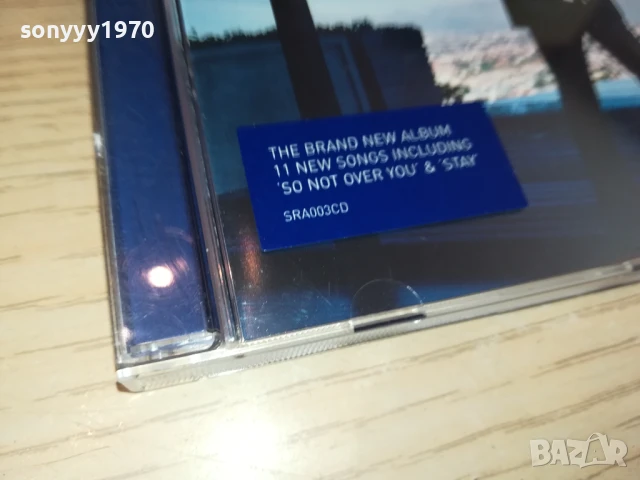 sonyyy1970
THE BRAND NEW ALBUM
11 NEW SONGS INCLUDING
'SO NOT OVER YOU' & 'STAY'
SRA003CD
BAZAR